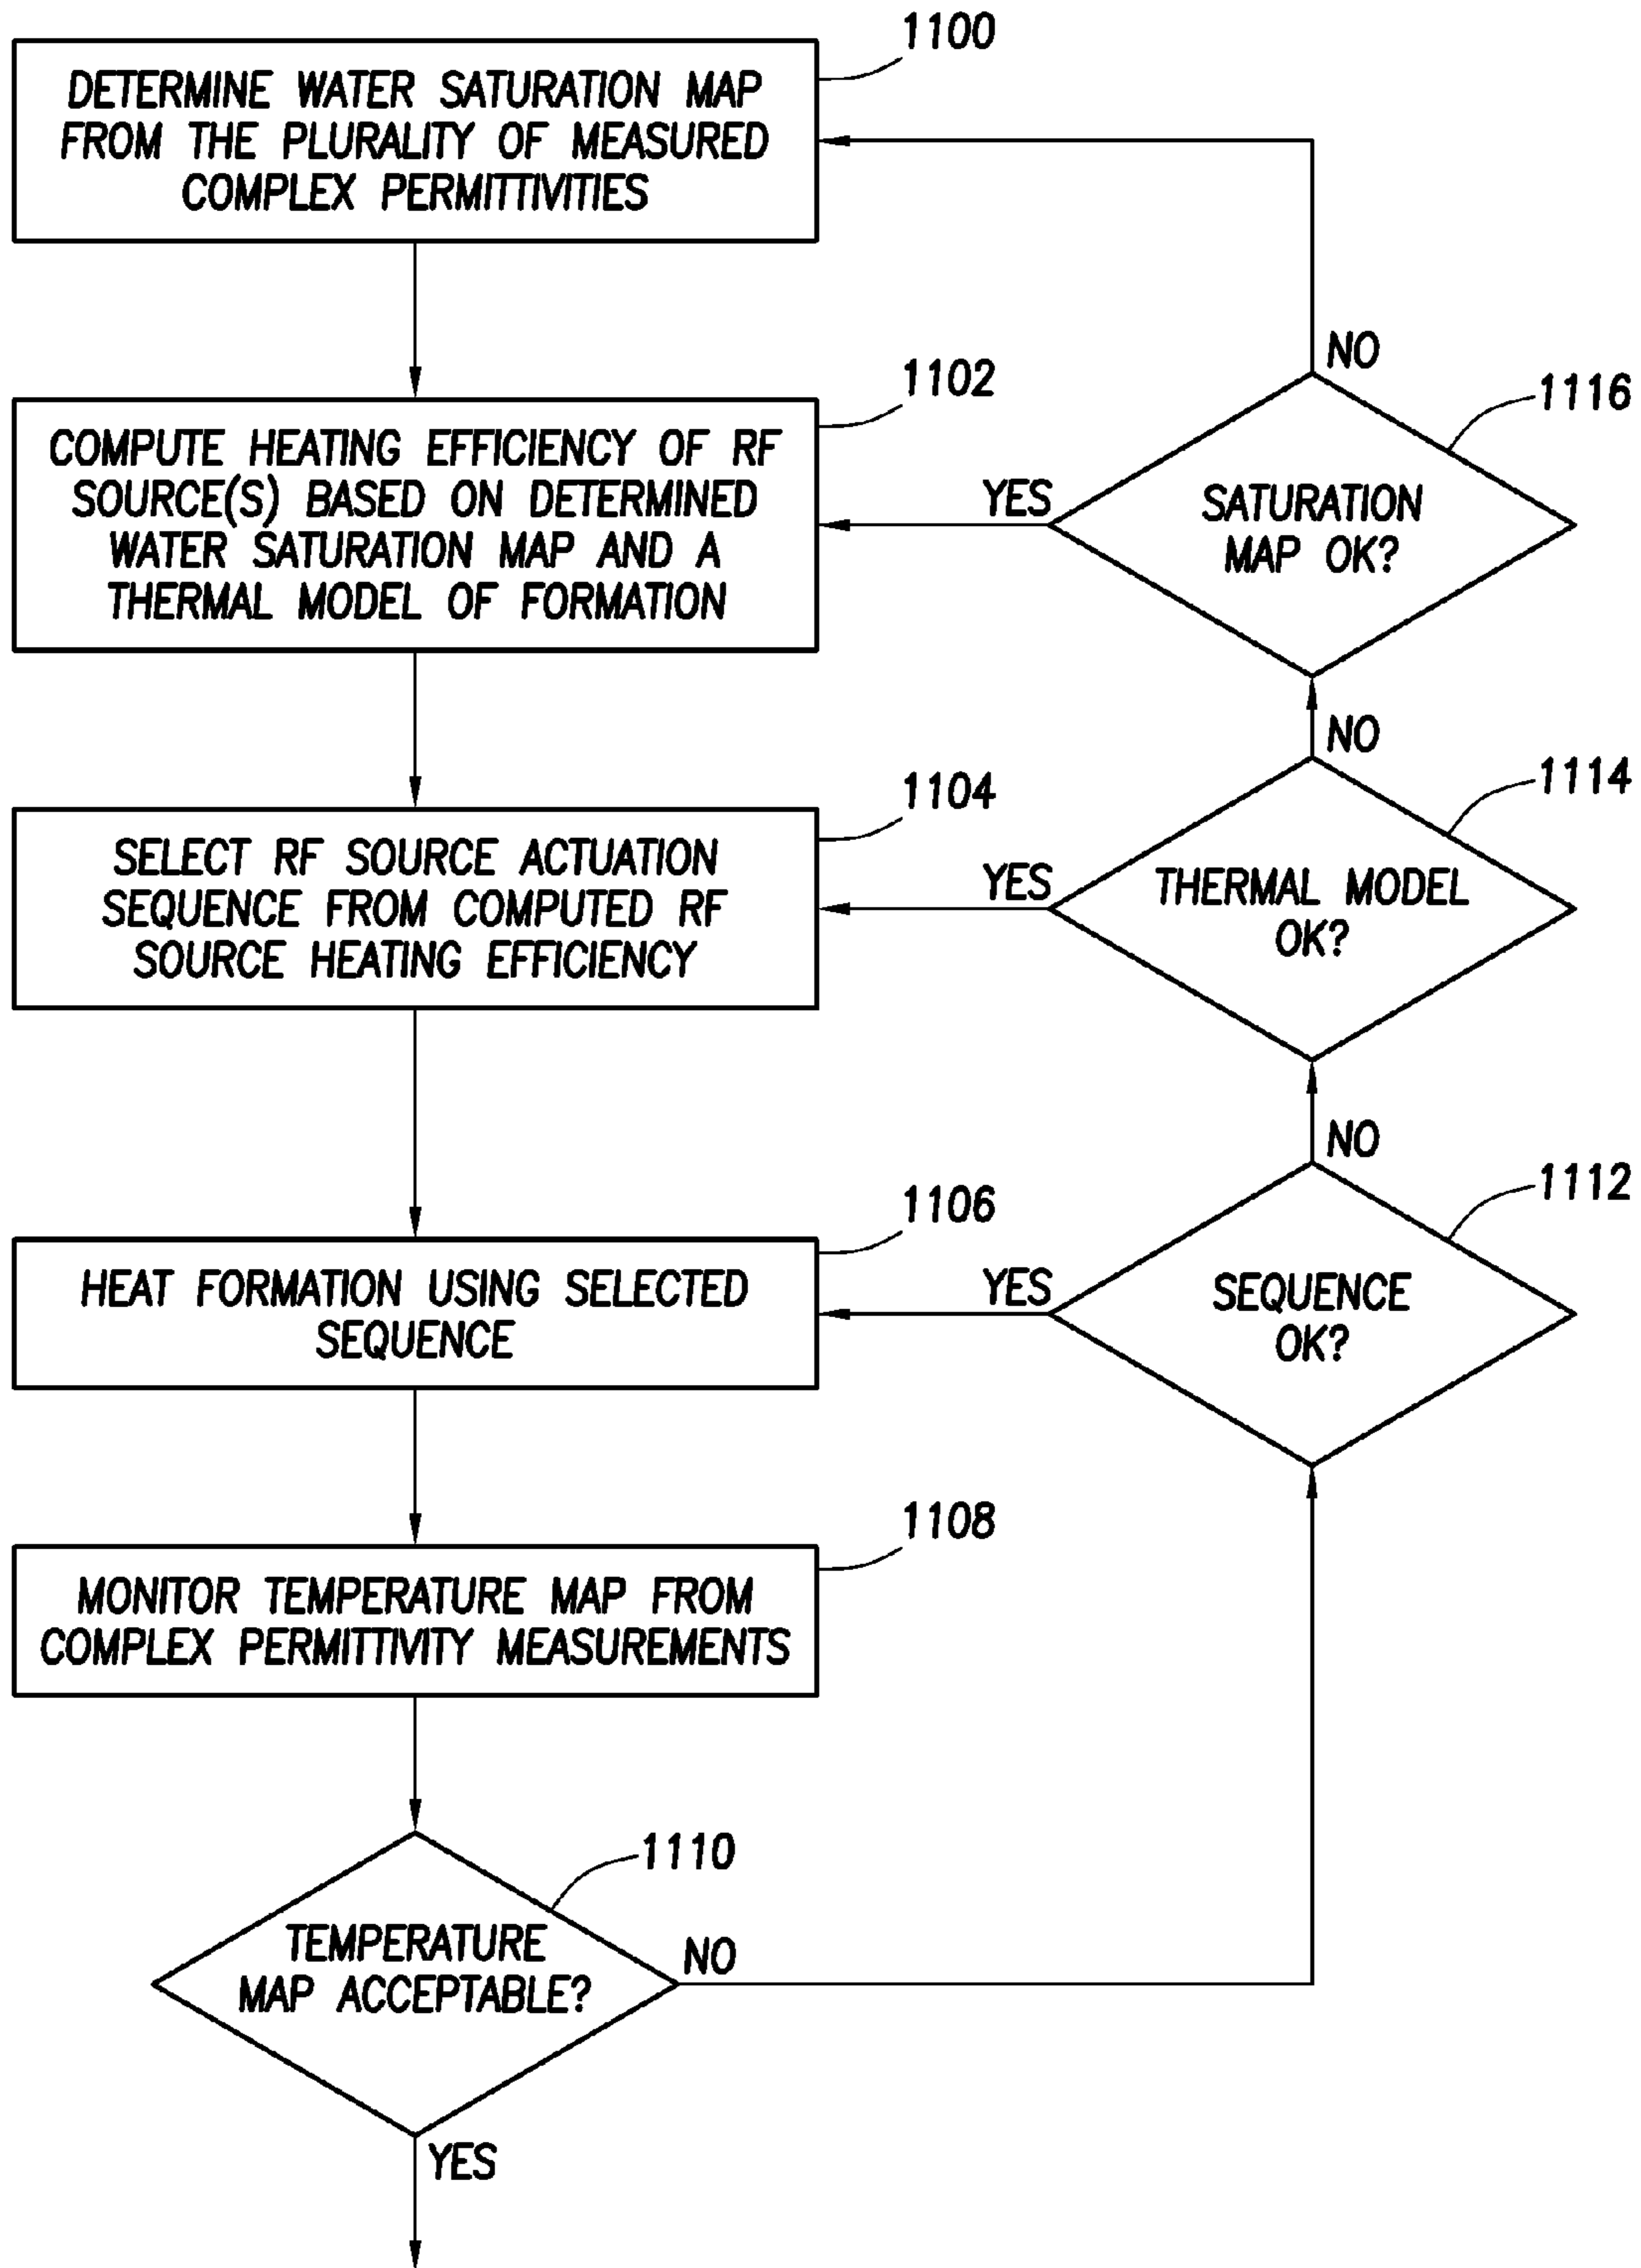 1100
DETERMINE WATER SATURATION MAP
FROM THE PLURALITY OF MEASURED
COMPLEX PERMITTIVITIES
NO
1116
1102
COMPUTE HEATING EFFICIENCY OF RF
SOURCE(S) BASED ON DETERMINED
WATER SATURATION MAP AND A
THERMAL MODEL OF FORMATION
YES
SATURATION
MAP OK?
NO
1114
1104
SELECT RF SOURCE ACTUATION
SEQUENCE FROM COMPUTED RF
SOURCE HEATING EFFICIENCY
YES
THERMAL MODEL
OK?
NO
1112
1106
HEAT FORMATION USING SELECTED
SEQUENCE
YES
SEQUENCE
OK?
1108
MONITOR TEMPERATURE MAP FROM
COMPLEX PERMITTIVITY MEASUREMENTS
1110
TEMPERATURE
MAP ACCEPTABLE?
NO
YES